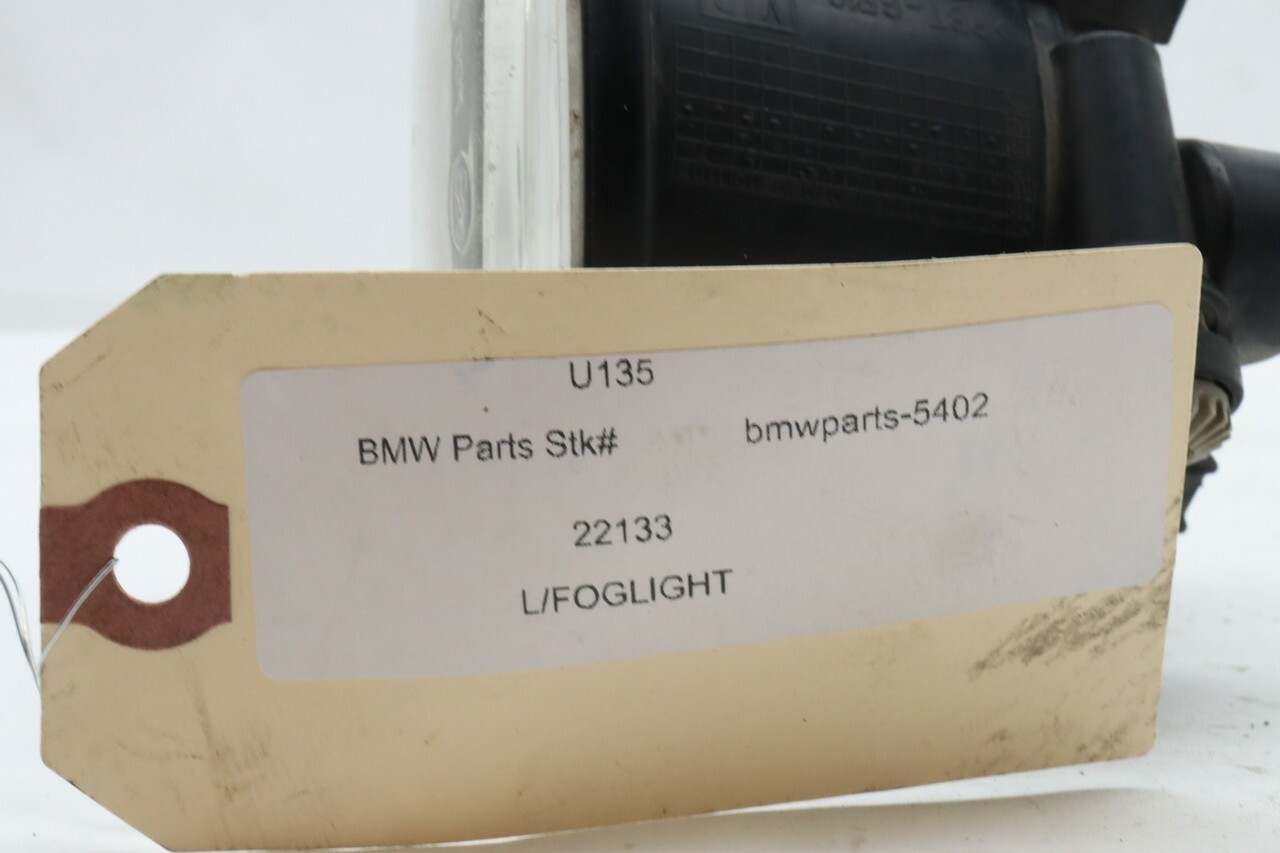 U135
BMW Parts Stk# bmwparts-5402
22133
L/FOGLIGHT